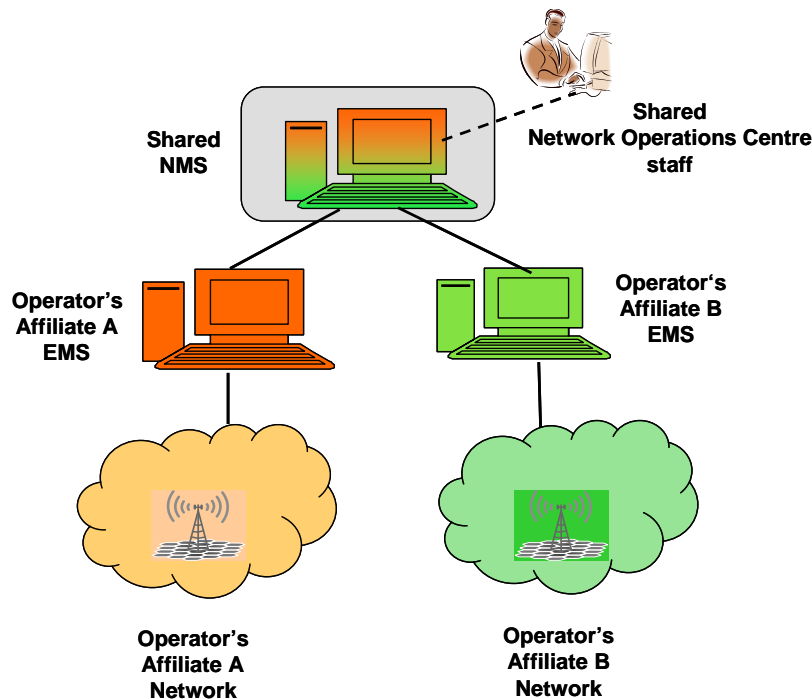 Shared
Network Operations Centre
staff
Shared
NMS
Operator’s
Affiliate A
EMS
Operator‘s
Affiliate B
EMS
Operator’s
Affiliate A
Network
Operator’s
Affiliate B
Network